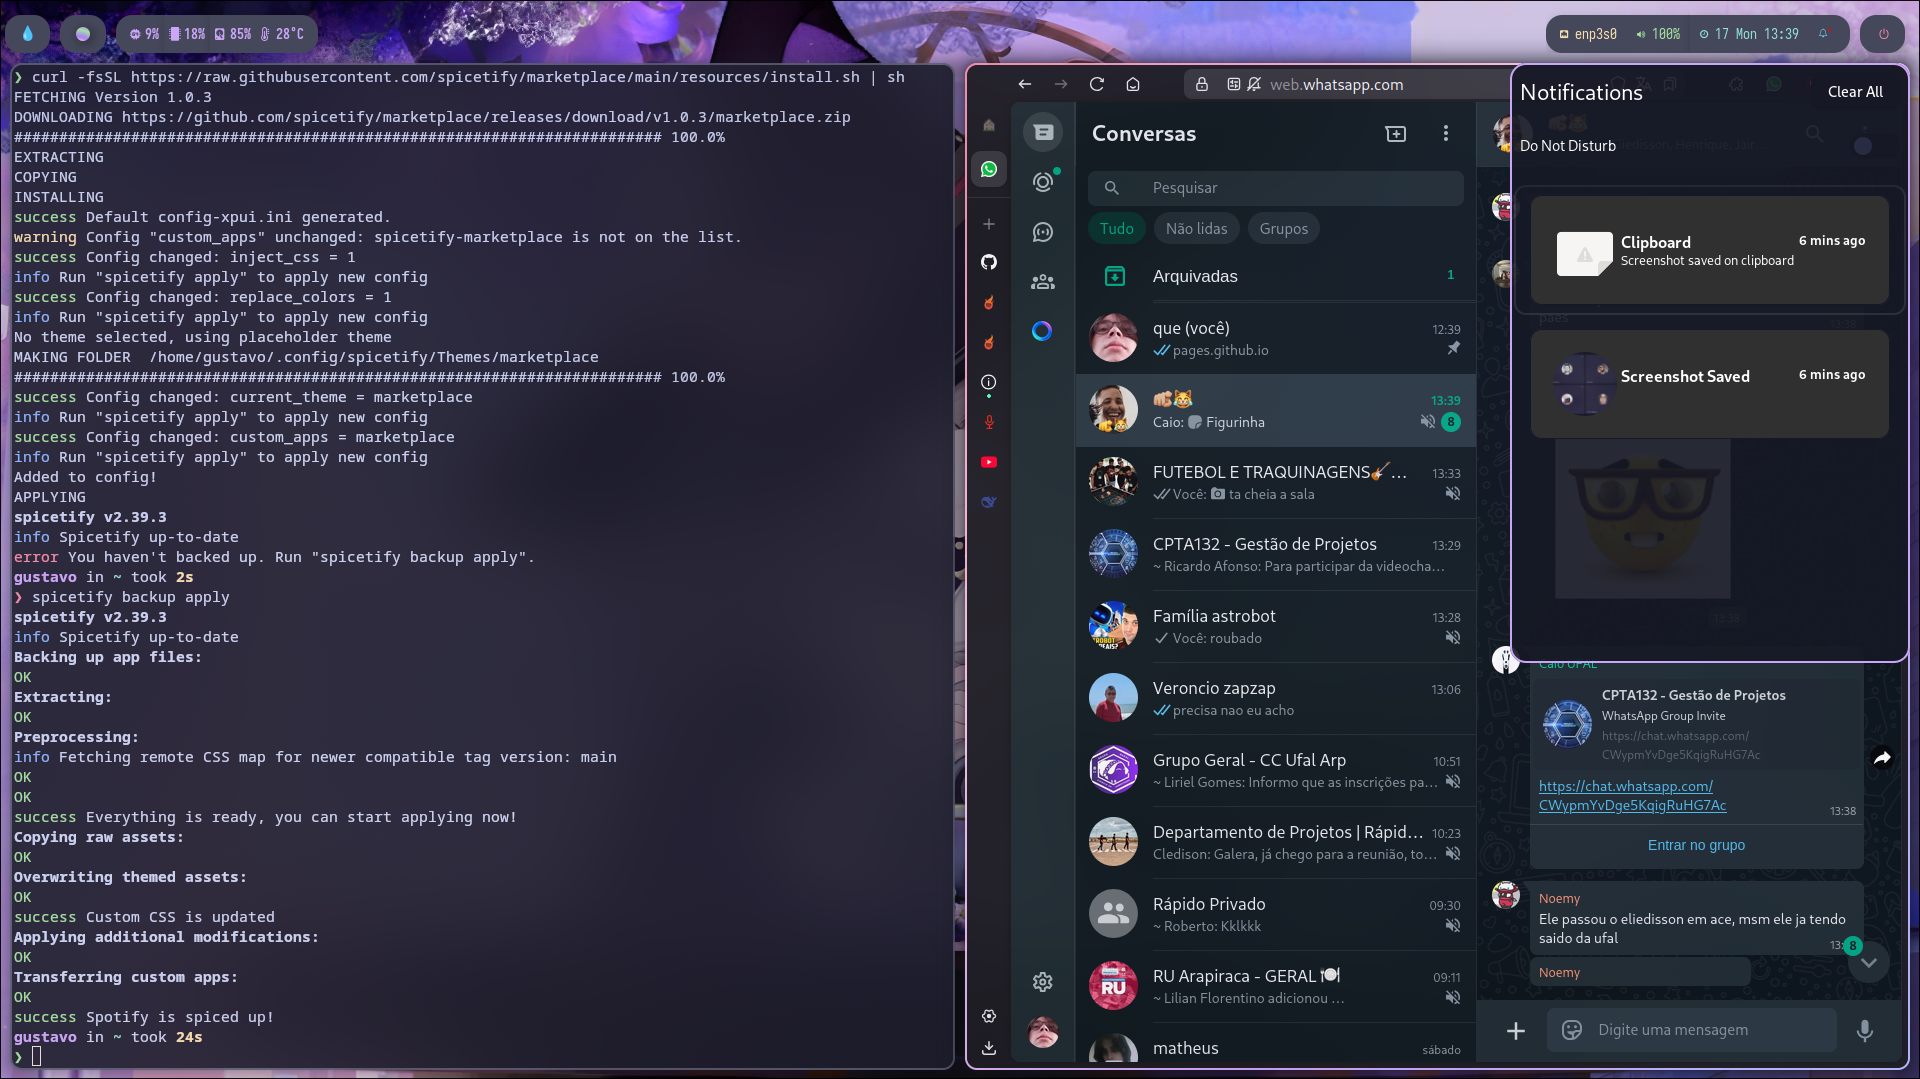 9% 18% 85% 28°C
enp3s0 100% 17 Mon 13:39
❯ curl -fsSL https://raw.githubusercontent.com/spicetify/marketplace/main/resources/install.sh | sh
FETCHING Version 1.0.3
DOWNLOADING https://github.com/spicetify/marketplace/releases/download/v1.0.3/marketplace.zip
######################################################################## 100.0%
EXTRACTING
COPYING
INSTALLING
success Default config-xpui.ini generated.
warning Config "custom_apps" unchanged: spicetify-marketplace is not on the list.
success Config changed: inject_css = 1
info Run "spicetify apply" to apply new config
success Config changed: replace_colors = 1
info Run "spicetify apply" to apply new config
No theme selected, using placeholder theme
MAKING FOLDER  /home/gustavo/.config/spicetify/Themes/marketplace
######################################################################## 100.0%
success Config changed: current_theme = marketplace
info Run "spicetify apply" to apply new config
success Config changed: custom_apps = marketplace
info Run "spicetify apply" to apply new config
Added to config!
APPLYING
spicetify v2.39.3
info Spicetify up-to-date
error You haven't backed up. Run "spicetify backup apply".
gustavo in ~ took 2s
❯ spicetify backup apply
spicetify v2.39.3
info Spicetify up-to-date
Backing up app files:
OK
Extracting:
OK
Preprocessing:
info Fetching remote CSS map for newer compatible tag version: main
OK
OK
success Everything is ready, you can start applying now!
Copying raw assets:
OK
Overwriting themed assets:
OK
success Custom CSS is updated
Applying additional modifications:
OK
Transferring custom apps:
OK
success Spotify is spiced up!
gustavo in ~ took 24s
❯
web.whatsapp.com
Conversas
Pesquisar
Tudo Não lidas Grupos
Arquivadas 1
que (você) 12:39
pages.github.io
🫵😹 13:39
Caio: Figurinha 8
FUTEBOL E TRAQUINAGENS🎸... 13:33
Você: ta cheia a sala
CPTA132 - Gestão de Projetos 13:29
~ Ricardo Afonso: Para participar da videocha...
Família astrobot 13:28
Você: roubado
Veroncio zapzap 13:06
precisa nao eu acho
Grupo Geral - CC Ufal Arp 10:51
~ Liriel Gomes: Informo que as inscrições pa...
Departamento de Projetos | Rápid... 10:23
Cledison: Galera, já chego para a reunião, to...
Rápido Privado 09:30
~ Roberto: Kklkkk
RU
RU Arapiraca - GERAL🍽 09:11
~ Lilian Florentino adicionou ...
matheus sábado
Notifications Clear All
Do Not Disturb
Clipboard 6 mins ago
Screenshot saved on clipboard
13:38
Screenshot Saved 6 mins ago
13:38
Caio UFAL
CPTA132 - Gestão de Projetos
WhatsApp Group Invite
https://chat.whatsapp.com/
CWypmYvDge5KqigRuHG7Ac
https://chat.whatsapp.com/
CWypmYvDge5KqigRuHG7Ac
13:38
Entrar no grupo
Noemy
Ele passou o eliedisson em ace, msm ele ja tendo
saido da ufal
8
Noemy
Digite uma mensagem